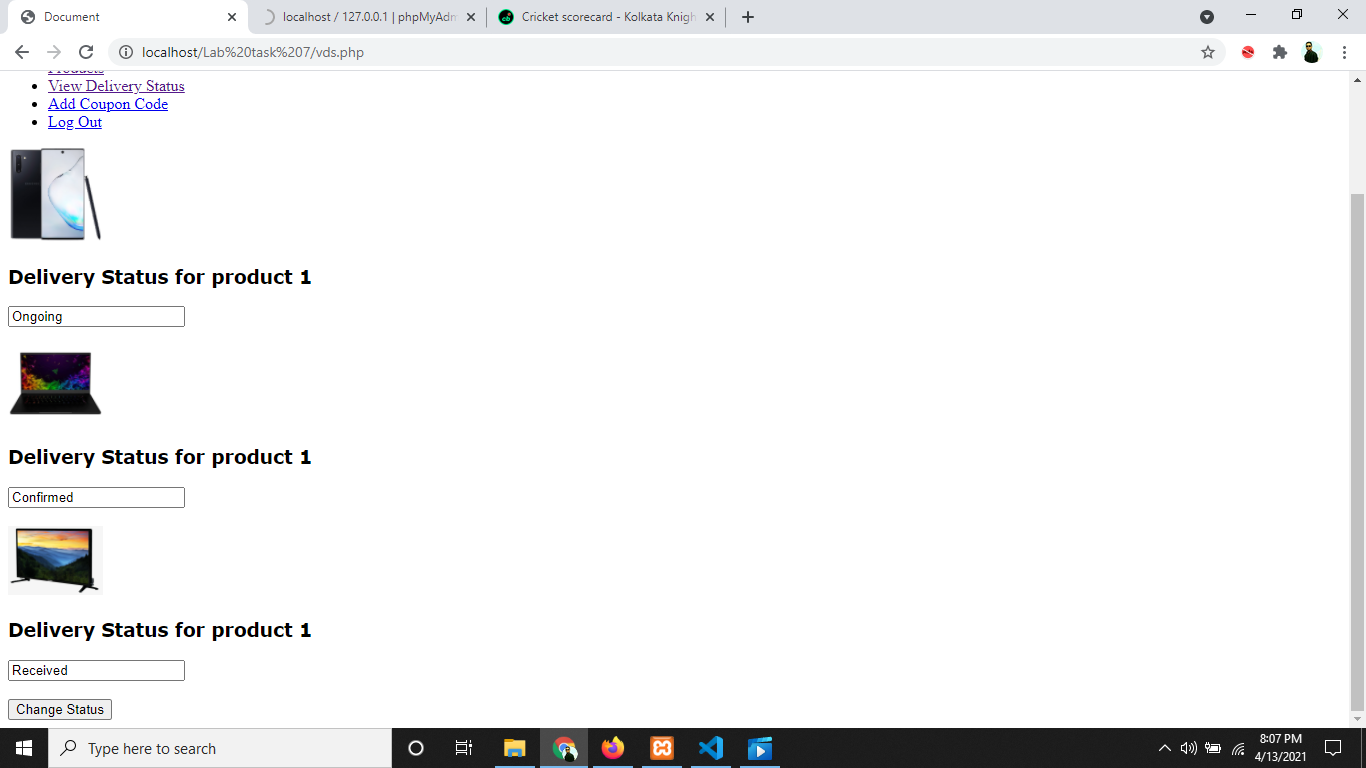 Document
localhost / 127.0.0.1 | phpMyAdm
Cricket scorecard - Kolkata Knigh
localhost/Lab%20task%207/vds.php
Products
View Delivery Status
Add Coupon Code
Log Out
Delivery Status for product 1
Ongoing
Delivery Status for product 1
Confirmed
Delivery Status for product 1
Received
Change Status
Type here to search
8:07 PM
4/13/2021